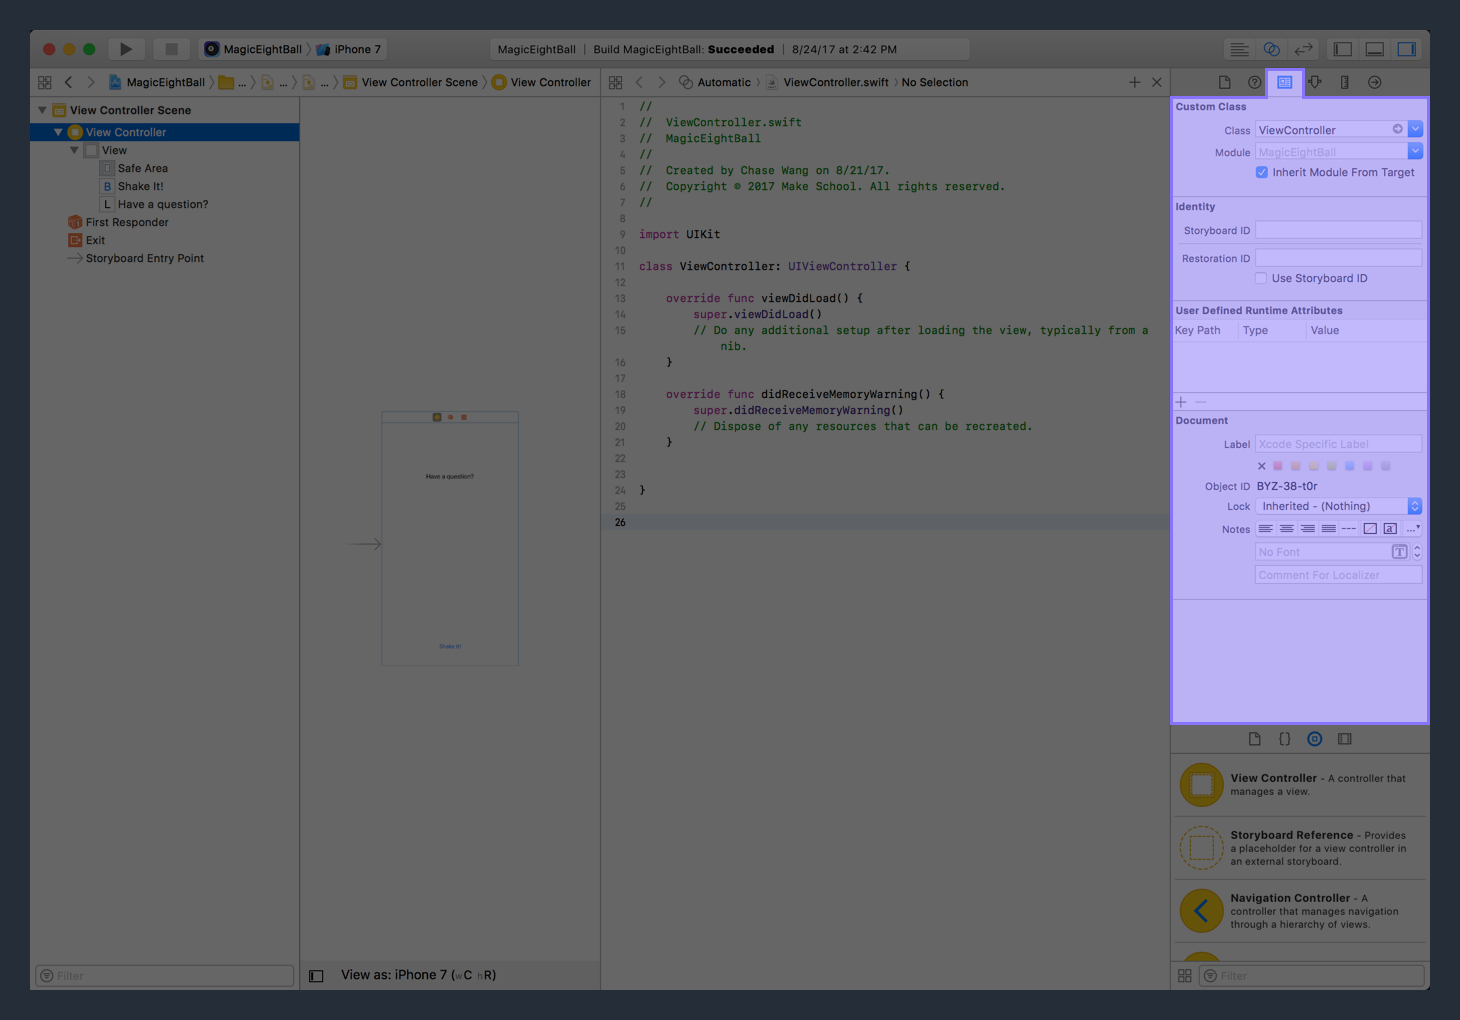 MagicEightBall iPhone 7
MagicEightBall | Build MagicEightBall: Succeeded | 8/24/17 at 2:42 PM
MagicEightBall ... ... ... View Controller Scene View Controller
Automatic ViewController.swift No Selection
View Controller Scene
View Controller
View
Safe Area
B Shake It!
L Have a question?
First Responder
Exit
Storyboard Entry Point
Filter
Have a question?
Shake It!
View as: iPhone 7 (wC hR)
1 //
2 //  ViewController.swift
3 //  MagicEightBall
4 //
5 //  Created by Chase Wang on 8/21/17.
6 //  Copyright © 2017 Make School. All rights reserved.
7 //
8
9 import UIKit
10
11 class ViewController: UIViewController {
12
13     override func viewDidLoad() {
14         super.viewDidLoad()
15         // Do any additional setup after loading the view, typically from a
nib.
16     }
17
18     override func didReceiveMemoryWarning() {
19         super.didReceiveMemoryWarning()
20         // Dispose of any resources that can be recreated.
21     }
22
23
24 }
25
26
Custom Class
Class ViewController
Module MagicEightBall
Inherit Module From Target
Identity
Storyboard ID
Restoration ID
Use Storyboard ID
User Defined Runtime Attributes
Key Path Type Value
Document
Label Xcode Specific Label
Object ID BYZ-38-t0r
Lock Inherited - (Nothing)
Notes
No Font
Comment For Localizer
View Controller - A controller that
manages a view.
Storyboard Reference - Provides
a placeholder for a view controller in
an external storyboard.
Navigation Controller - A
controller that manages navigation
through a hierarchy of views.
Filter